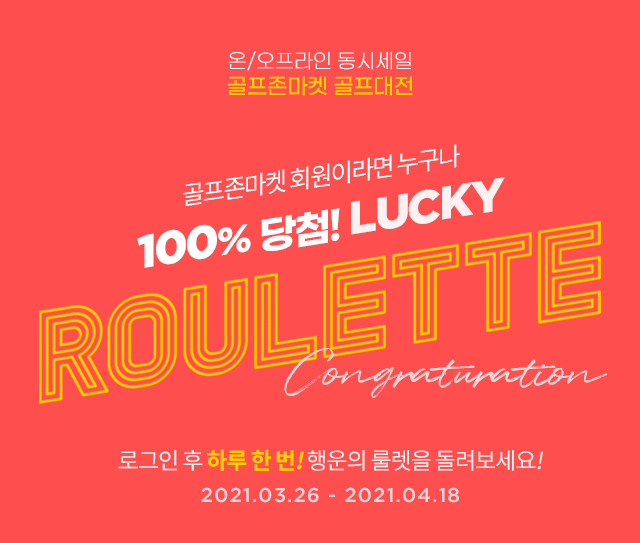 온/오프라인 동시세일
골프존마켓 골프대전
골프존마켓 회원이라면 누구나
100% 당첨! LUCKY
ROULETTE
Congraturation
로그인 후 하루 한 번! 행운의 룰렛을 돌려보세요!
2021.03.26 - 2021.04.18